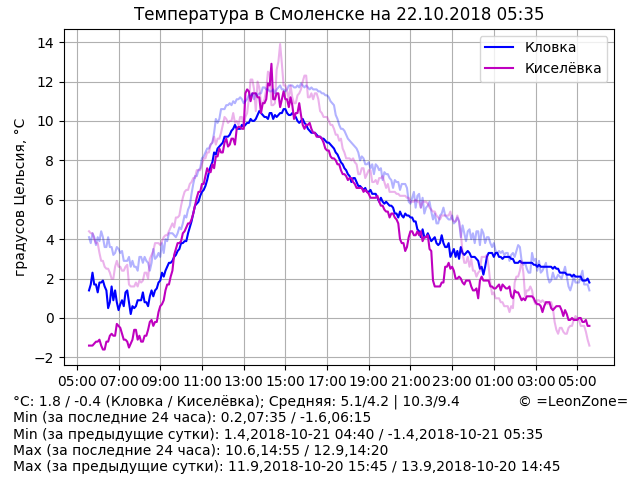 Температура в Смоленске на 22.10.2018 05:35
Кловка
Киселёвка
градусов Цельсия, °C
14
12
10
8
6
4
2
0
−2
05:00 07:00 09:00 11:00 13:00 15:00 17:00 19:00 21:00 23:00 01:00 03:00 05:00
°C: 1.8 / -0.4 (Кловка / Киселёвка); Средняя: 5.1/4.2 | 10.3/9.4 © =LeonZone=
Min (за последние 24 часа): 0.2,07:35 / -1.6,06:15
Min (за предыдущие сутки): 1.4,2018-10-21 04:40 / -1.4,2018-10-21 05:35
Max (за последние 24 часа): 10.6,14:55 / 12.9,14:20
Max (за предыдущие сутки): 11.9,2018-10-20 15:45 / 13.9,2018-10-20 14:45